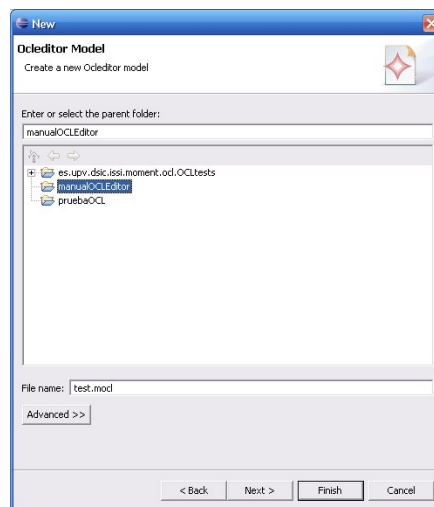 New
Ocleditor Model
Create a new Ocleditor model
Enter or select the parent folder:
manualOCLEditor
es.upv.dsic.issi.moment.ocl.OCLtests
manualOCLEditor
pruebaOCL
File name: test.mocl
Advanced >>
< Back Next > Finish Cancel